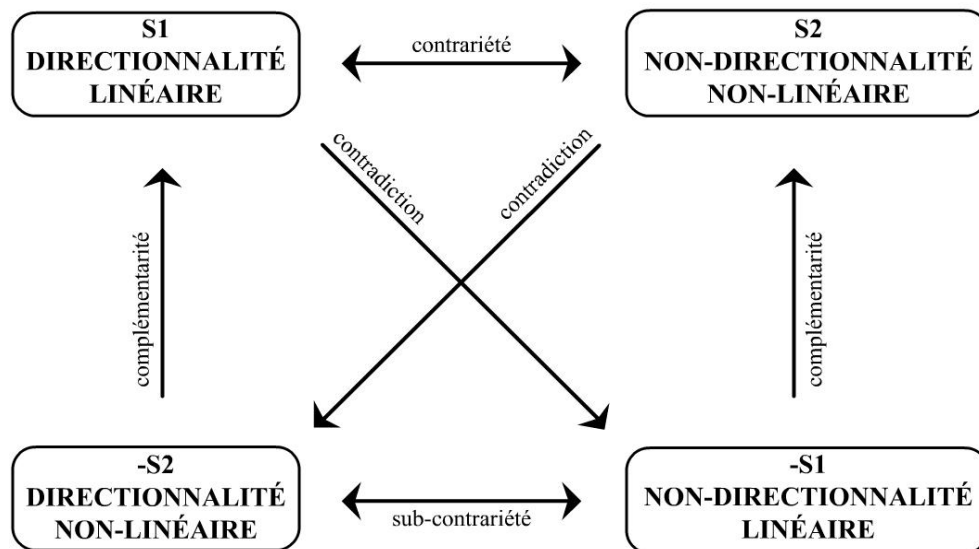 S1
DIRECTIONNALITÉ
LINÉAIRE
contrariété
S2
NON-DIRECTIONNALITÉ
NON-LINÉAIRE
contradiction
contradiction
complémentarité
complémentarité
-S2
DIRECTIONNALITÉ
NON-LINÉAIRE
sub-contrariété
-S1
NON-DIRECTIONNALITÉ
LINÉAIRE